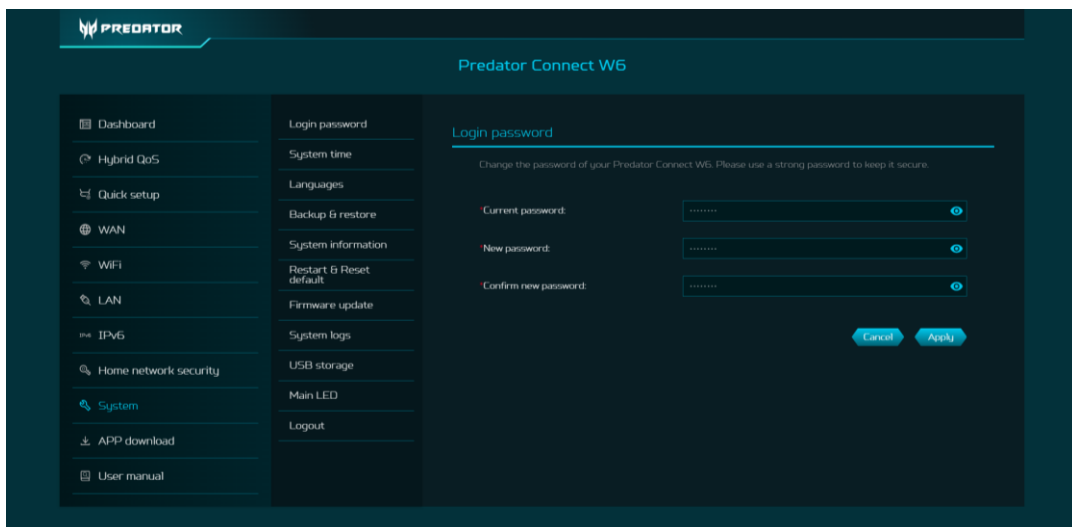 PREDATOR
Predator Connect W6
Dashboard
Hybrid QoS
Quick setup
WAN
WiFi
LAN
IPv6 IPv6
Home network security
System
APP download
User manual
Login password
System time
Languages
Backup & restore
System information
Restart & Reset
default
Firmware update
System logs
USB storage
Main LED
Logout
Login password
Change the password of your Predator Connect W6. Please use a strong password to keep it secure.
*Current password: ········
*New password: ········
*Confirm new password: ········
Cancel Apply